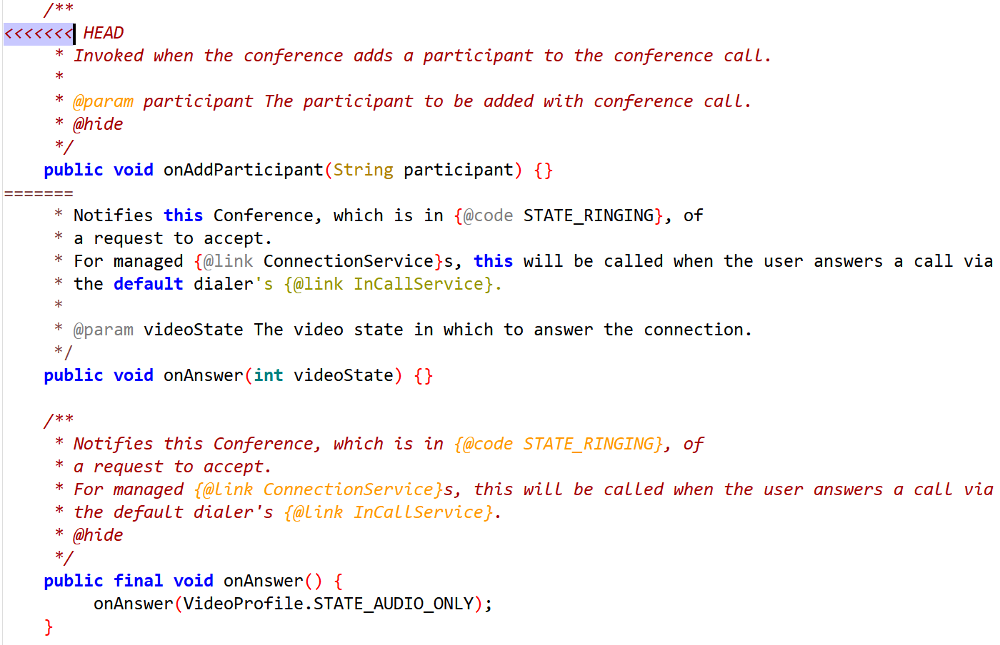 /**
<<<<<<< HEAD
* Invoked when the conference adds a participant to the conference call.
*
* @param participant The participant to be added with conference call.
* @hide
*/
public void onAddParticipant(String participant) {}
=======
* Notifies this Conference, which is in {@code STATE_RINGING}, of
* a request to accept.
* For managed {@link ConnectionService}s, this will be called when the user answers a call via
* the default dialer's {@link InCallService}.
*
* @param videoState The video state in which to answer the connection.
*/
public void onAnswer(int videoState) {}
/**
* Notifies this Conference, which is in {@code STATE_RINGING}, of
* a request to accept.
* For managed {@link ConnectionService}s, this will be called when the user answers a call via
* the default dialer's {@link InCallService}.
* @hide
*/
public final void onAnswer() {
onAnswer(VideoProfile.STATE_AUDIO_ONLY);
}